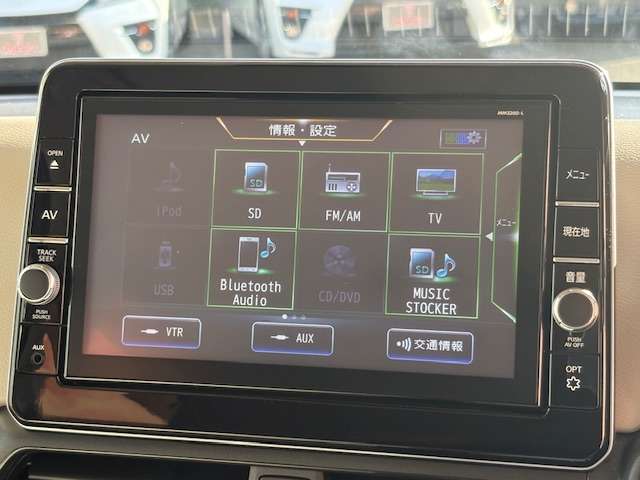 MM320D-L
OPEN
AV
TRACK
SEEK
PUSH
SOURCE
AUX
AV
情報・設定
iPod
SD
FM/AM
TV
USB
Bluetooth
Audio
CD/DVD
SD
MUSIC
STOCKER
VTR
AUX
交通情報
メニュー
メニュー
現在地
音量
PUSH
AV OFF
OPT